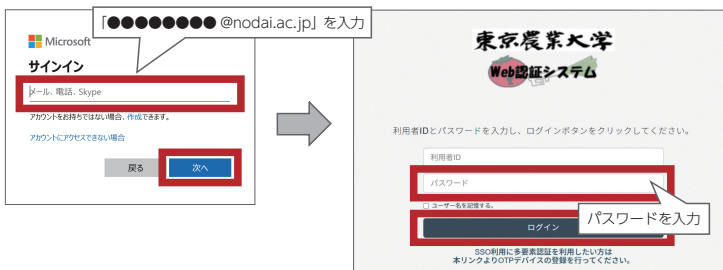 「●●●●●●●● @nodai.ac.jp」を入力
Microsoft
サインイン
メール、電話、Skype
アカウントをお持ちではない場合、作成できます。
アカウントにアクセスできない場合
戻る
次へ
東京農業大学
Web認証システム
利用者IDとパスワードを入力し、ログインボタンをクリックしてください。
利用者ID
パスワード
ユーザー名を記憶する。
パスワードを入力
ログイン
SSO利用に多要素認証を利用したい方は
本リンクよりOTPデバイスの登録を行ってください。